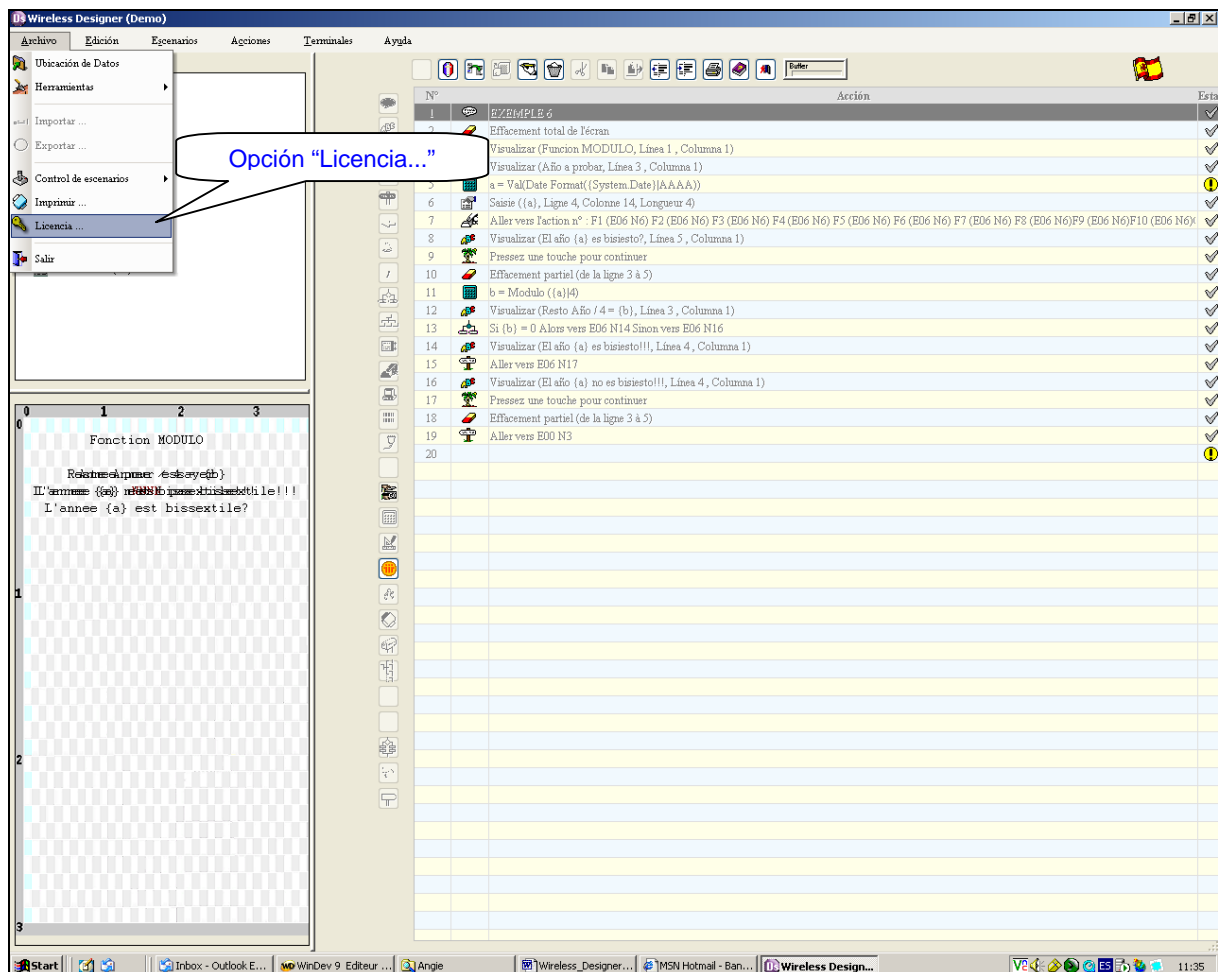 Wireless Designer (Demo)
Archivo Edición Escenarios Acciones Terminales Ayuda
Ubicación de Datos
Herramientas
Importar ...
Exportar ...
Control de escenarios
Imprimir ...
Licencia ...
Salir
Opción “Licencia...”
Buffer
Nº Acción Esta
1 EXEMPLE 6
2 Effacement total de l'écran
Visualizar (Funcion MODULO, Línea 1 , Columna 1)
Visualizar (Año a probar, Línea 3 , Columna 1)
5 a = Val(Date Format({System.Date}|AAAA))
6 Saisie ({a}, Ligne 4, Colonne 14, Longueur 4)
7 Aller vers l'action n° : F1 (E06 N6) F2 (E06 N6) F3 (E06 N6) F4 (E06 N6) F5 (E06 N6) F6 (E06 N6) F7 (E06 N6) F8 (E06 N6)F9 (E06 N6)F10 (E06 N6)
8 Visualizar (El año {a} es bisiesto?, Línea 5 , Columna 1)
9 Pressez une touche pour continuer
10 Effacement partiel (de la ligne 3 à 5)
11 b = Modulo ({a}|4)
12 Visualizar (Resto Año / 4 = {b}, Línea 3 , Columna 1)
13 Si {b} = 0 Alors vers E06 N14 Sinon vers E06 N16
14 Visualizar (El año {a} es bisiesto!!!, Línea 4 , Columna 1)
15 Aller vers E06 N17
16 Visualizar (El año {a} no es bisiesto!!!, Línea 4 , Columna 1)
17 Pressez une touche pour continuer
18 Effacement partiel (de la ligne 3 à 5)
19 Aller vers E00 N3
20
0 1 2 3
0
Fonction MODULO
L'annee {a} est bissextile?
1
2
3
Start Inbox - Outlook E... WinDev 9 Editeur ... Angie Wireless_Designer... MSN Hotmail - Ban... Wireless Design... ES 11:35